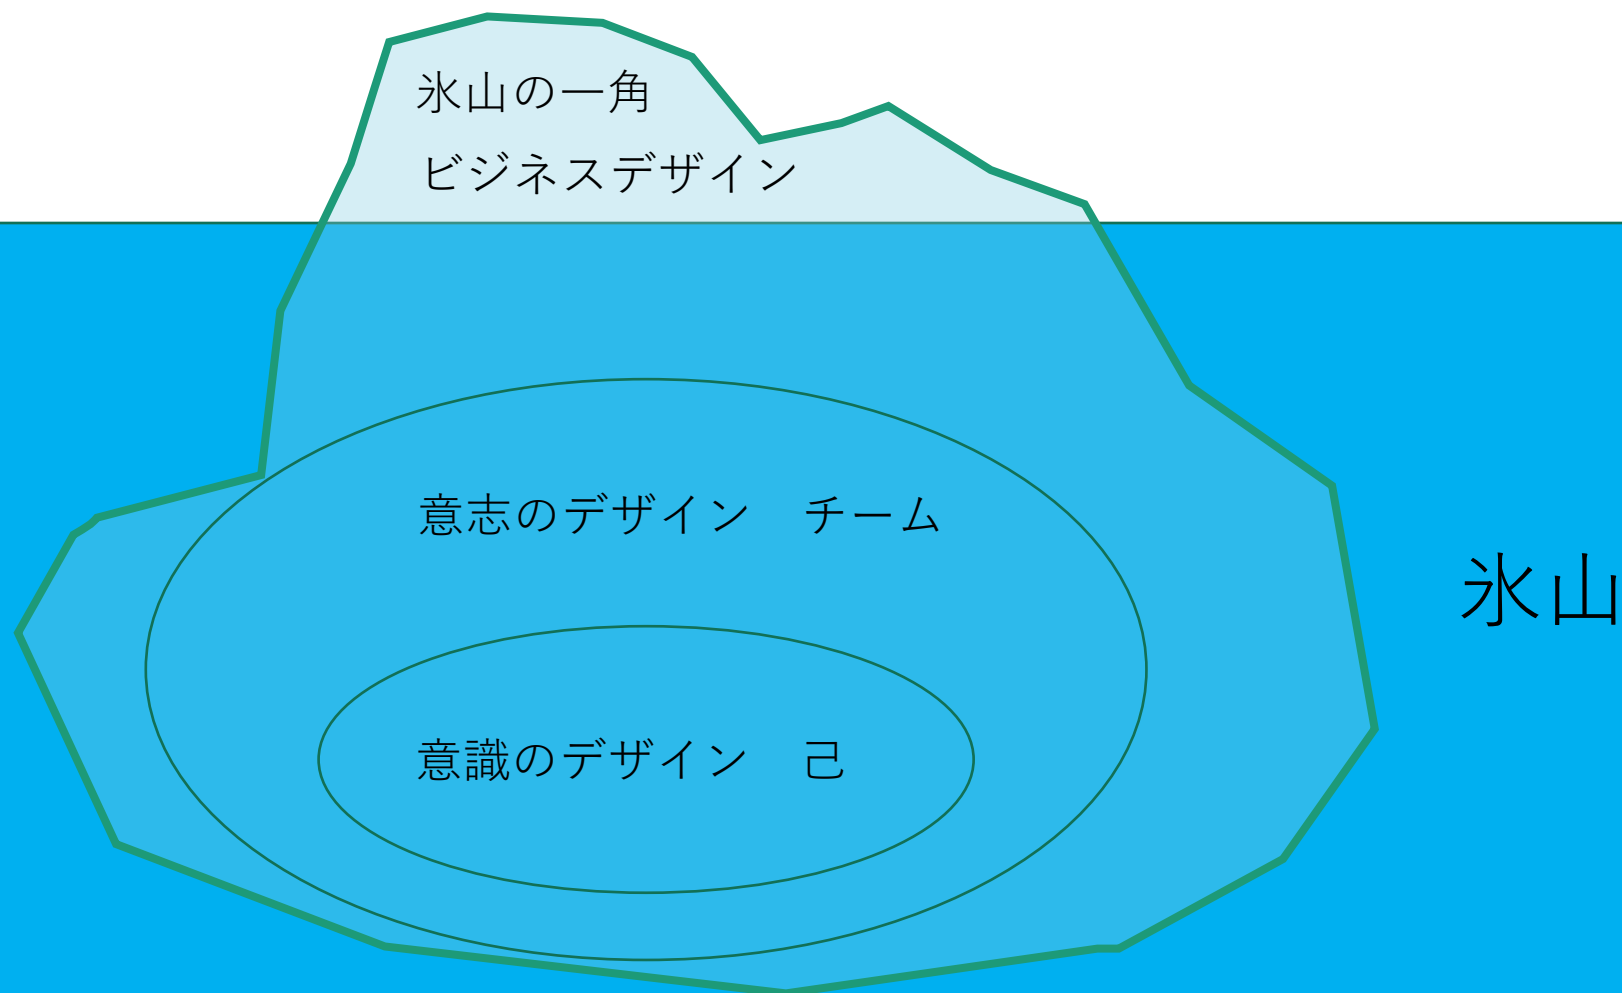 氷山の一角
ビジネスデザイン
意志のデザイン　チーム
氷山
意識のデザイン　己